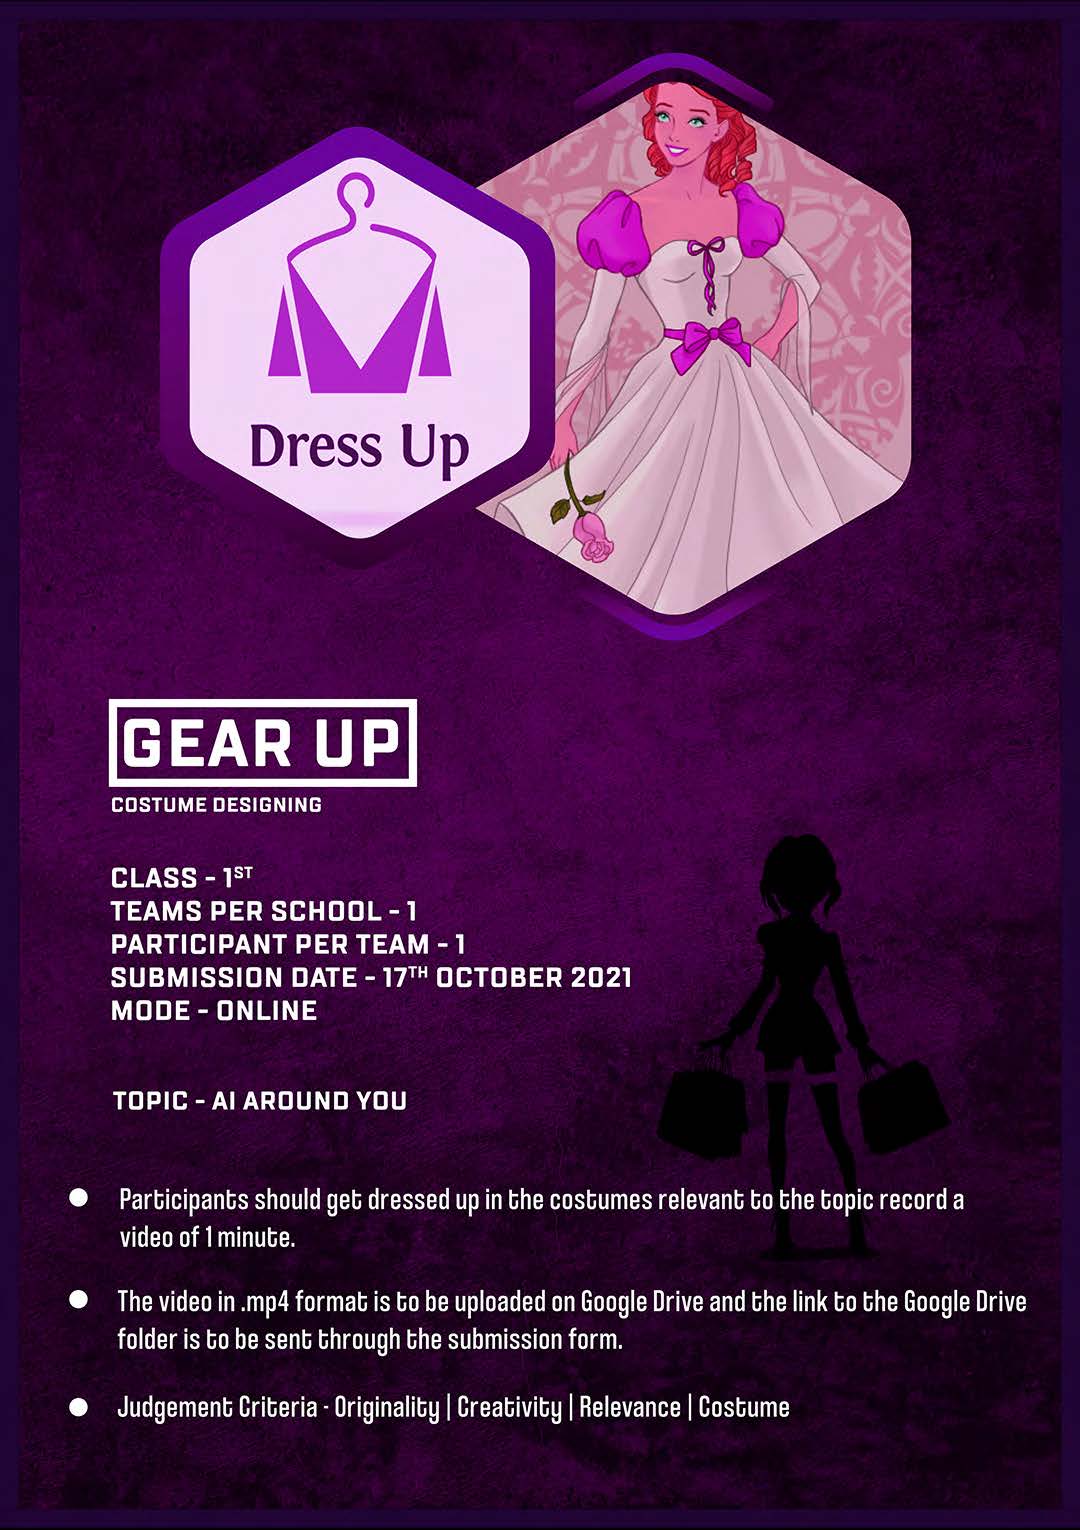 Dress Up
GEAR UP
COSTUME DESIGNING
CLASS - 1ST
TEAMS PER SCHOOL - 1
PARTICIPANT PER TEAM - 1
SUBMISSION DATE - 17TH OCTOBER 2021
MODE - ONLINE
TOPIC - AI AROUND YOU
● Participants should get dressed up in the costumes relevant to the topic record a
video of 1 minute.
● The video in .mp4 format is to be uploaded on Google Drive and the link to the Google Drive
folder is to be sent through the submission form.
● Judgement Criteria - Originality | Creativity | Relevance | Costume